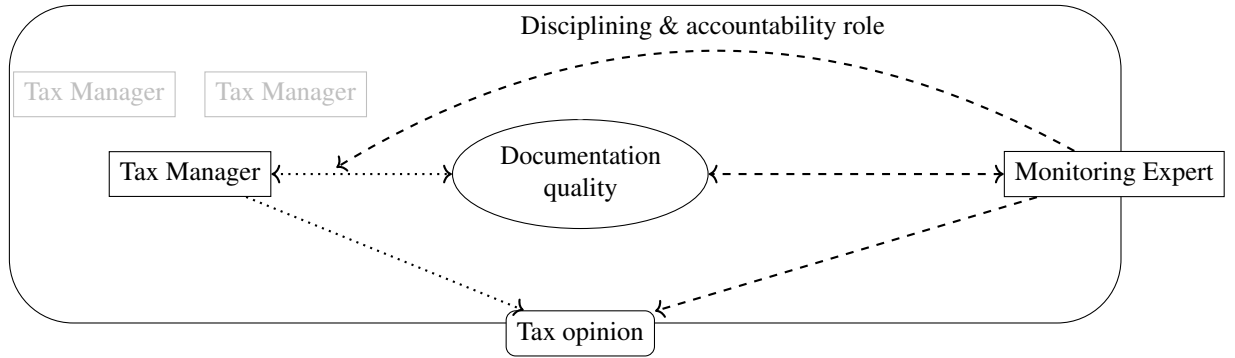 Disciplining & accountability role
Tax Manager
Tax Manager
Tax Manager
Documentation
quality
Monitoring Expert
Tax opinion